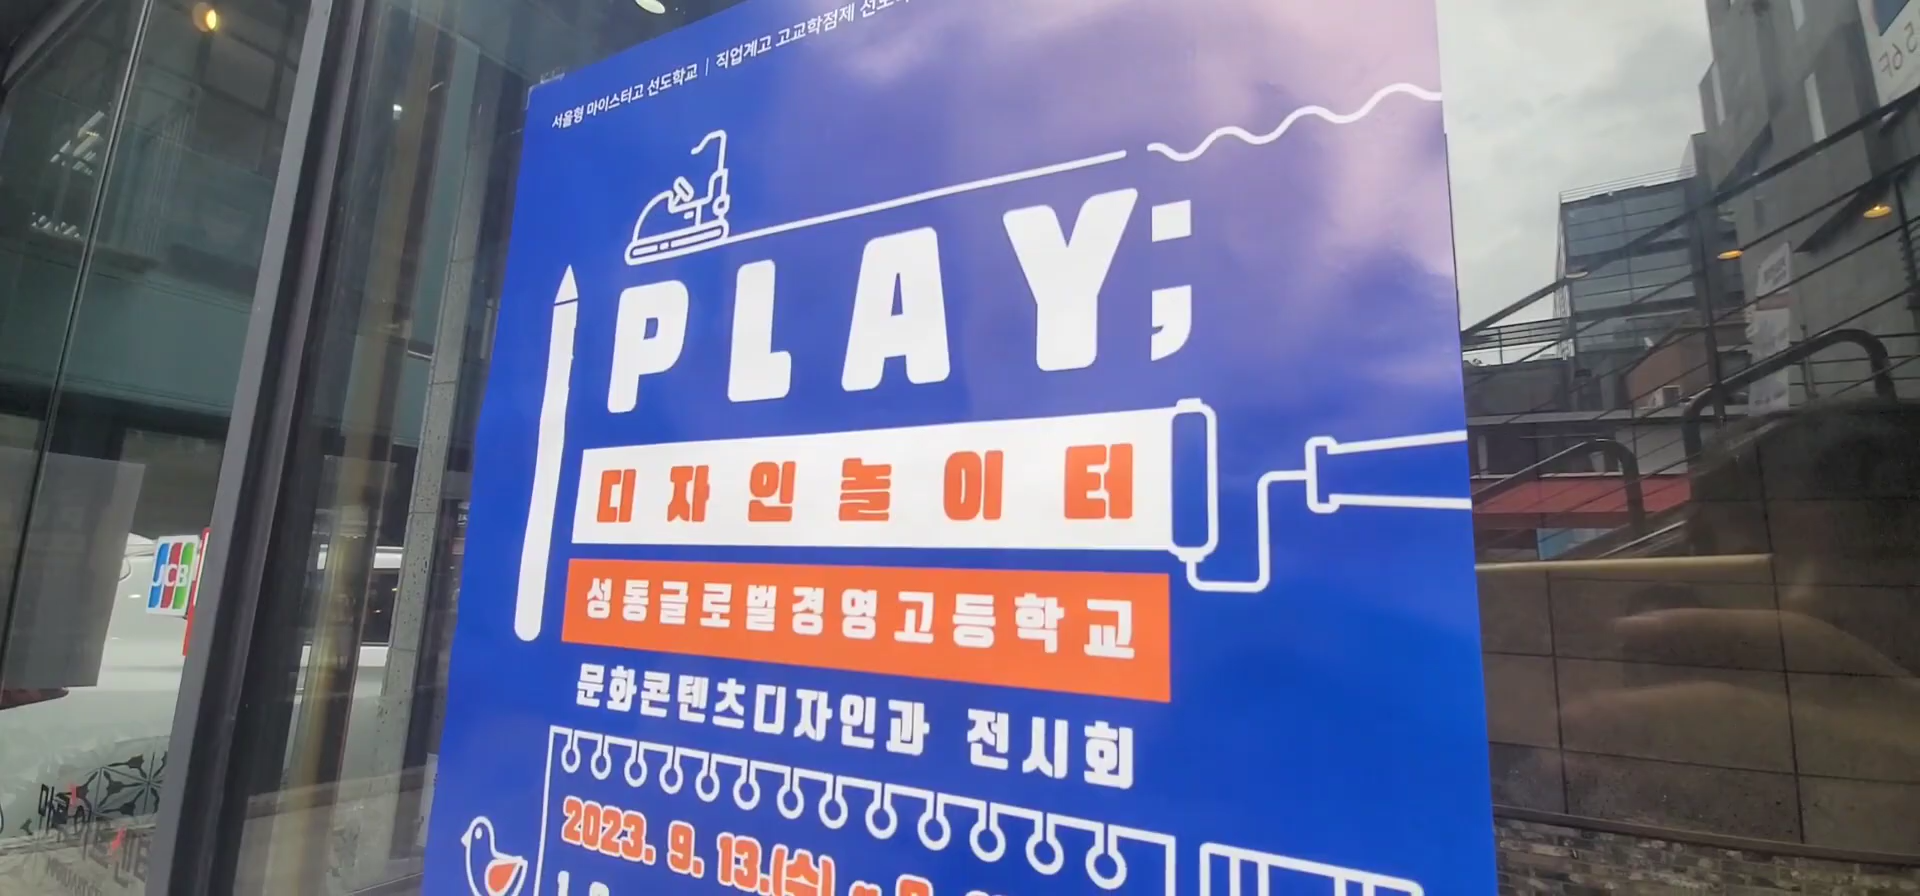 서울형 마이스터고 선도학교 | 직업계고 고교학점제
PLAY;
디자인놀이터
성동글로벌경영고등학교
문화콘텐츠디자인과 전시회
2023. 9. 13.(수)
JCB